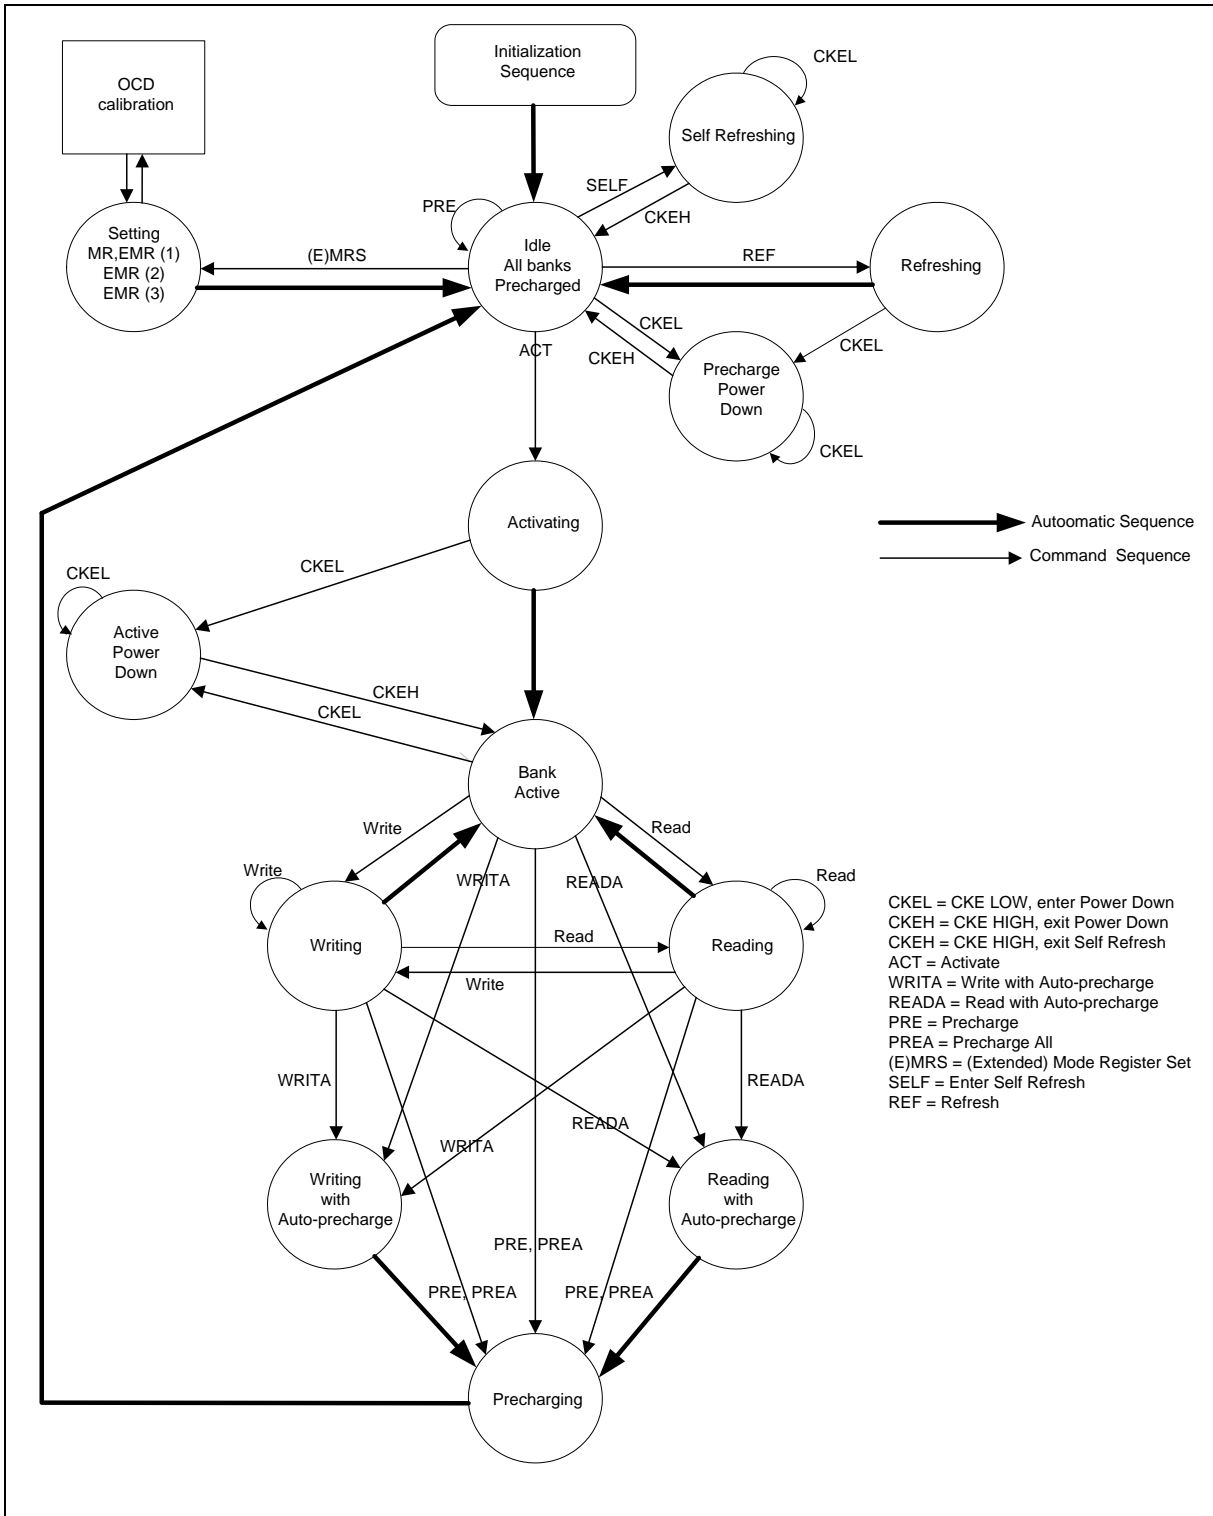 Initialization
Sequence
OCD
calibration
CKEL
Self Refreshing
SELF
CKEH
PRE
Setting
MR,EMR (1)
EMR (2)
EMR (3)
(E)MRS
Idle
All banks
Precharged
REF
Refreshing
CKEL
CKEH
CKEL
ACT
Precharge
Power
Down
CKEL
Activating
Autoomatic Sequence
Command Sequence
CKEL
CKEL
Active
Power
Down
CKEH
CKEL
Bank
Active
Write
Read
Write
WRITA
READA
Read
Writing
Read
Reading
Write
CKEL = CKE LOW, enter Power Down
CKEH = CKE HIGH, exit Power Down
CKEH = CKE HIGH, exit Self Refresh
ACT = Activate
WRITA = Write with Auto-precharge
READA = Read with Auto-precharge
PRE = Precharge
PREA = Precharge All
(E)MRS = (Extended) Mode Register Set
SELF = Enter Self Refresh
REF = Refresh
WRITA
READA
WRITA
READA
Writing
with
Auto-precharge
Reading
with
Auto-precharge
PRE, PREA
PRE, PREA
PRE, PREA
Precharging